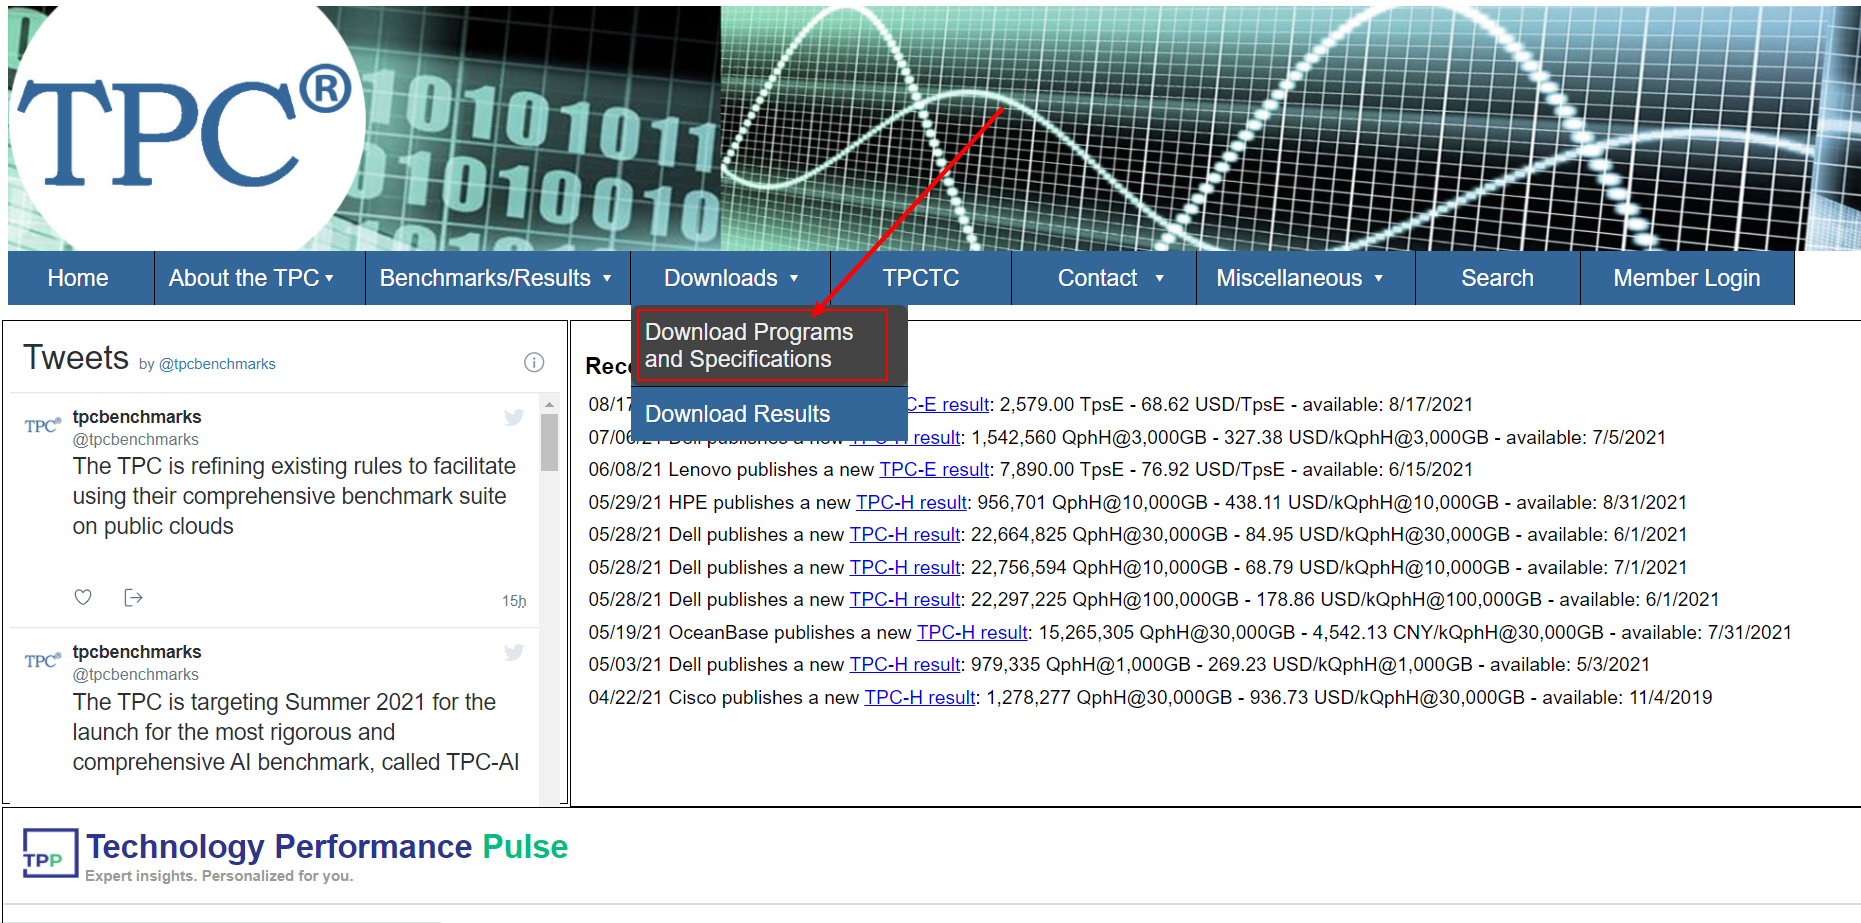 TPC®
1010101011
01010010
010100010
101010101
Home
About the TPC ▾
Benchmarks/Results ▾
Downloads ▾
TPCTC
Contact ▾
Miscellaneous ▾
Search
Member Login
Download Programs
and Specifications
Download Results
Tweets by @tpcbenchmarks
TPC® tpcbenchmarks
@tpcbenchmarks
The TPC is refining existing rules to facilitate
using their comprehensive benchmark suite
on public clouds
15h
TPC® tpcbenchmarks
@tpcbenchmarks
The TPC is targeting Summer 2021 for the
launch for the most rigorous and
comprehensive AI benchmark, called TPC-AI
C-E result: 2,579.00 TpsE - 68.62 USD/TpsE - available: 8/17/2021
07/06/21 Dell publishes a new TPC-H result: 1,542,560 QphH@3,000GB - 327.38 USD/kQphH@3,000GB - available: 7/5/2021
06/08/21 Lenovo publishes a new TPC-E result: 7,890.00 TpsE - 76.92 USD/TpsE - available: 6/15/2021
05/29/21 HPE publishes a new TPC-H result: 956,701 QphH@10,000GB - 438.11 USD/kQphH@10,000GB - available: 8/31/2021
05/28/21 Dell publishes a new TPC-H result: 22,664,825 QphH@30,000GB - 84.95 USD/kQphH@30,000GB - available: 6/1/2021
05/28/21 Dell publishes a new TPC-H result: 22,756,594 QphH@10,000GB - 68.79 USD/kQphH@10,000GB - available: 7/1/2021
05/28/21 Dell publishes a new TPC-H result: 22,297,225 QphH@100,000GB - 178.86 USD/kQphH@100,000GB - available: 6/1/2021
05/19/21 OceanBase publishes a new TPC-H result: 15,265,305 QphH@30,000GB - 4,542.13 CNY/kQphH@30,000GB - available: 7/31/2021
05/03/21 Dell publishes a new TPC-H result: 979,335 QphH@1,000GB - 269.23 USD/kQphH@1,000GB - available: 5/3/2021
04/22/21 Cisco publishes a new TPC-H result: 1,278,277 QphH@30,000GB - 936.73 USD/kQphH@30,000GB - available: 11/4/2019
TPP Technology Performance Pulse
Expert insights. Personalized for you.